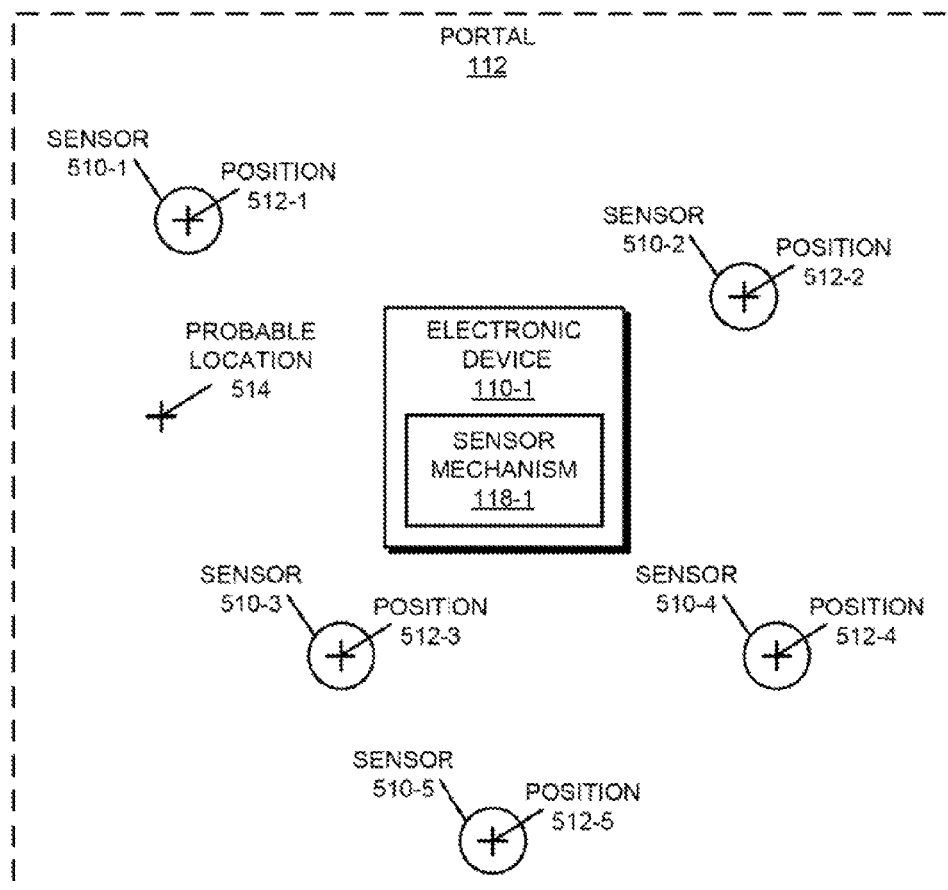 PORTAL
112
SENSOR
510-1
POSITION
512-1
SENSOR
510-2
POSITION
512-2
PROBABLE
LOCATION
514
ELECTRONIC
DEVICE
110-1
SENSOR
MECHANISM
118-1
SENSOR
510-3
POSITION
512-3
SENSOR
510-4
POSITION
512-4
SENSOR
510-5
POSITION
512-5